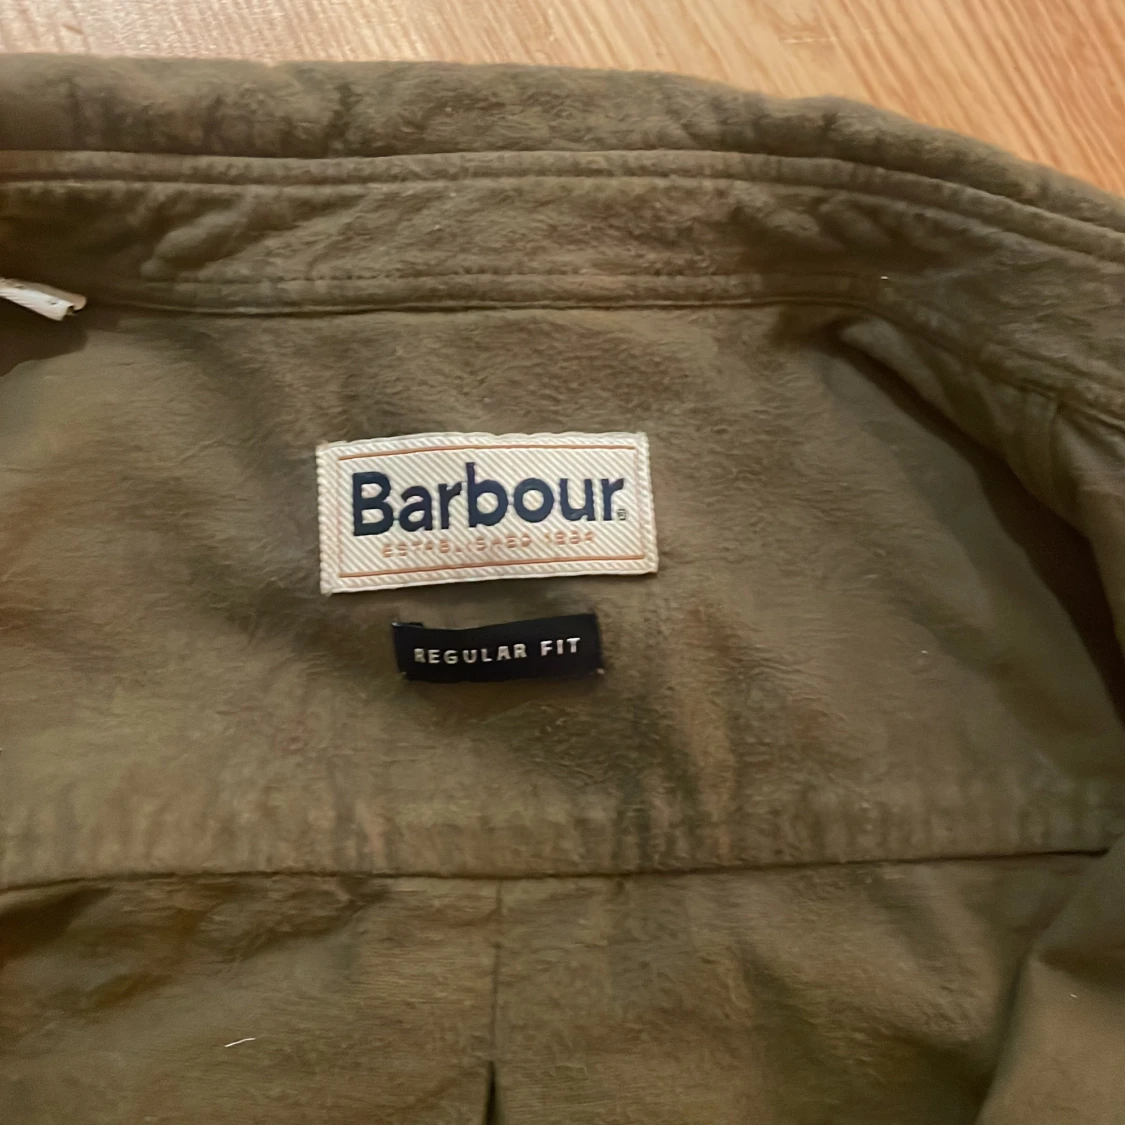 Barbour®
ESTABLISHED 1894
REGULAR FIT